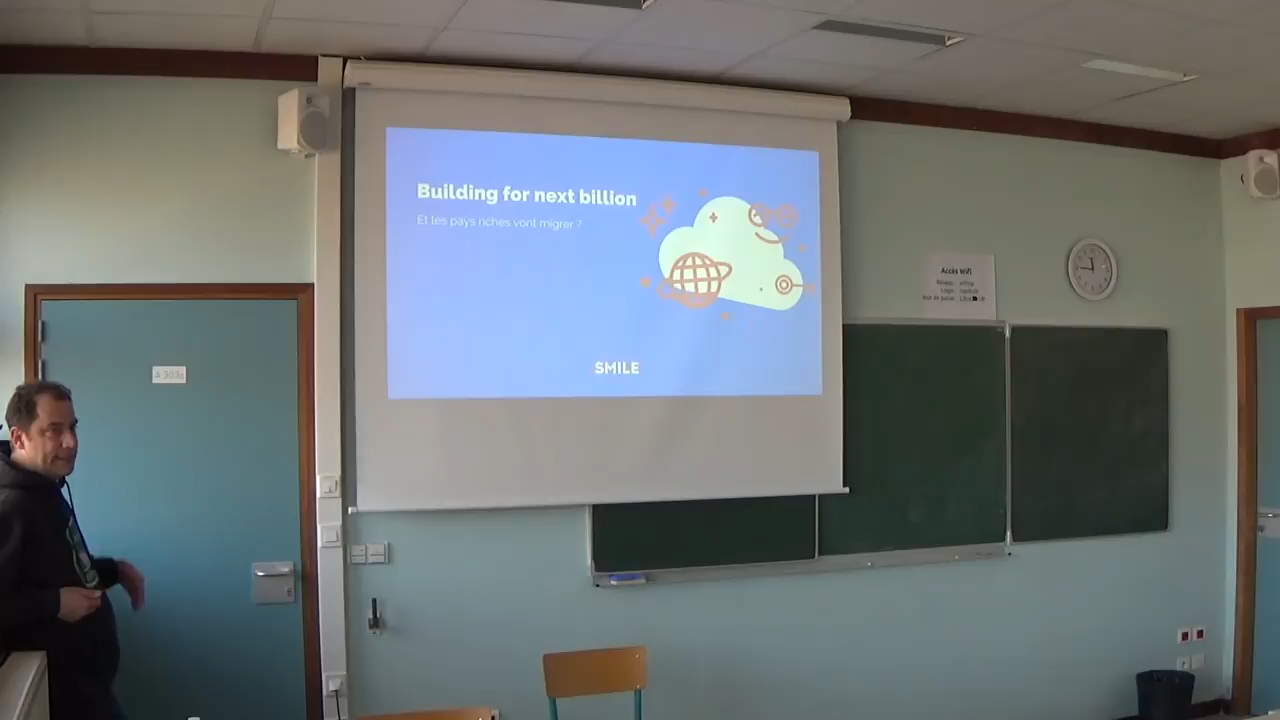 Building for next billion
Et les pays riches vont migrer ?
SMILE
Accès Wifi